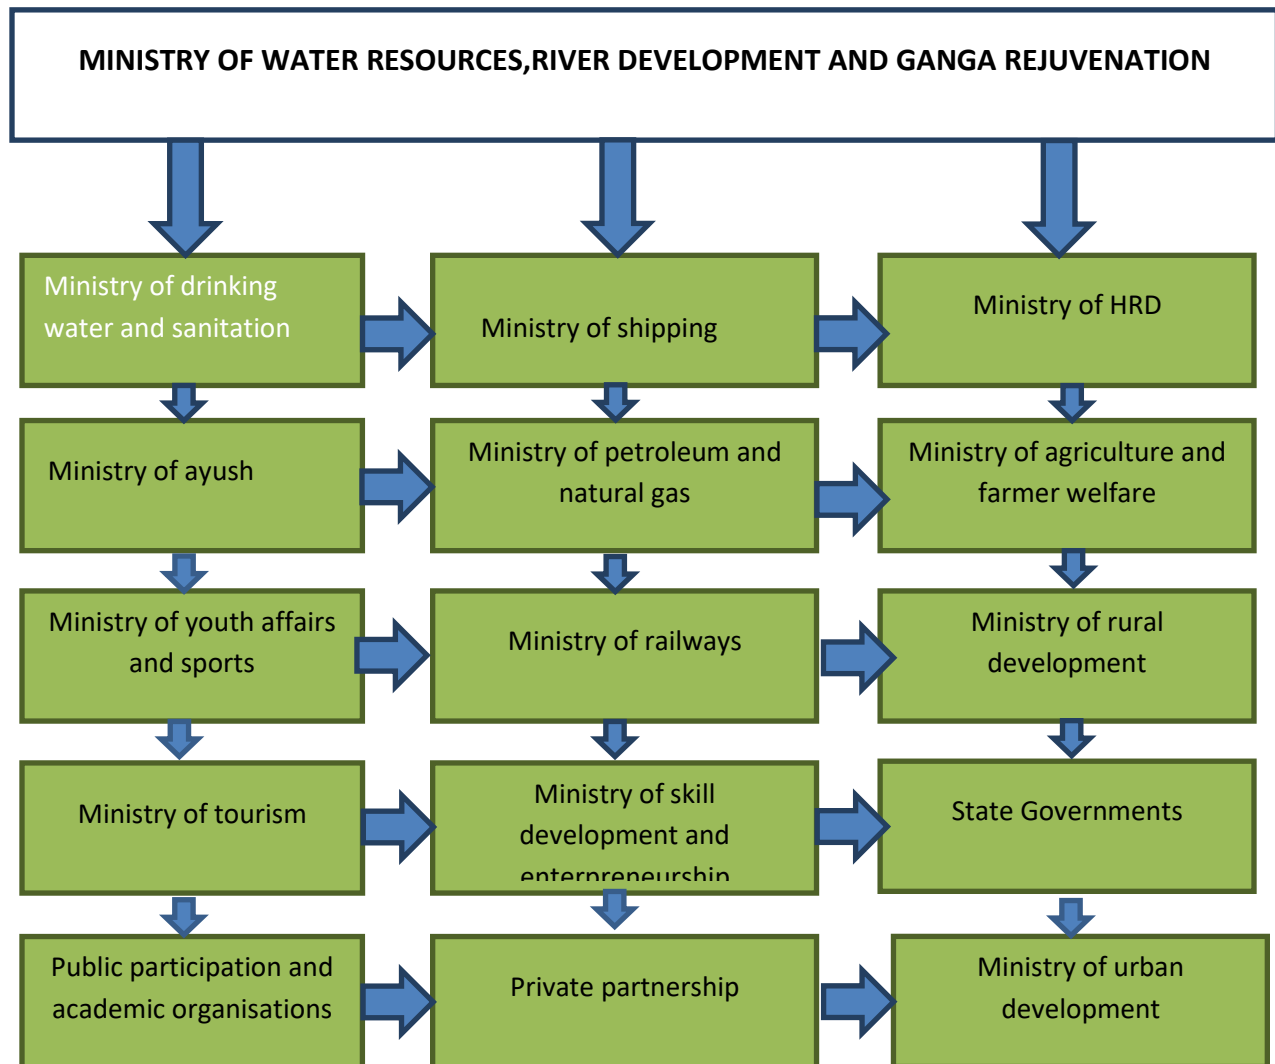 MINISTRY OF WATER RESOURCES,RIVER DEVELOPMENT AND GANGA REJUVENATION
Ministry of drinking
water and sanitation
Ministry of shipping
Ministry of HRD
Ministry of ayush
Ministry of petroleum and
natural gas
Ministry of agriculture and
farmer welfare
Ministry of youth affairs
and sports
Ministry of railways
Ministry of rural
development
Ministry of tourism
Ministry of skill
development and
enterpreneurship
State Governments
Public participation and
academic organisations
Private partnership
Ministry of urban
development